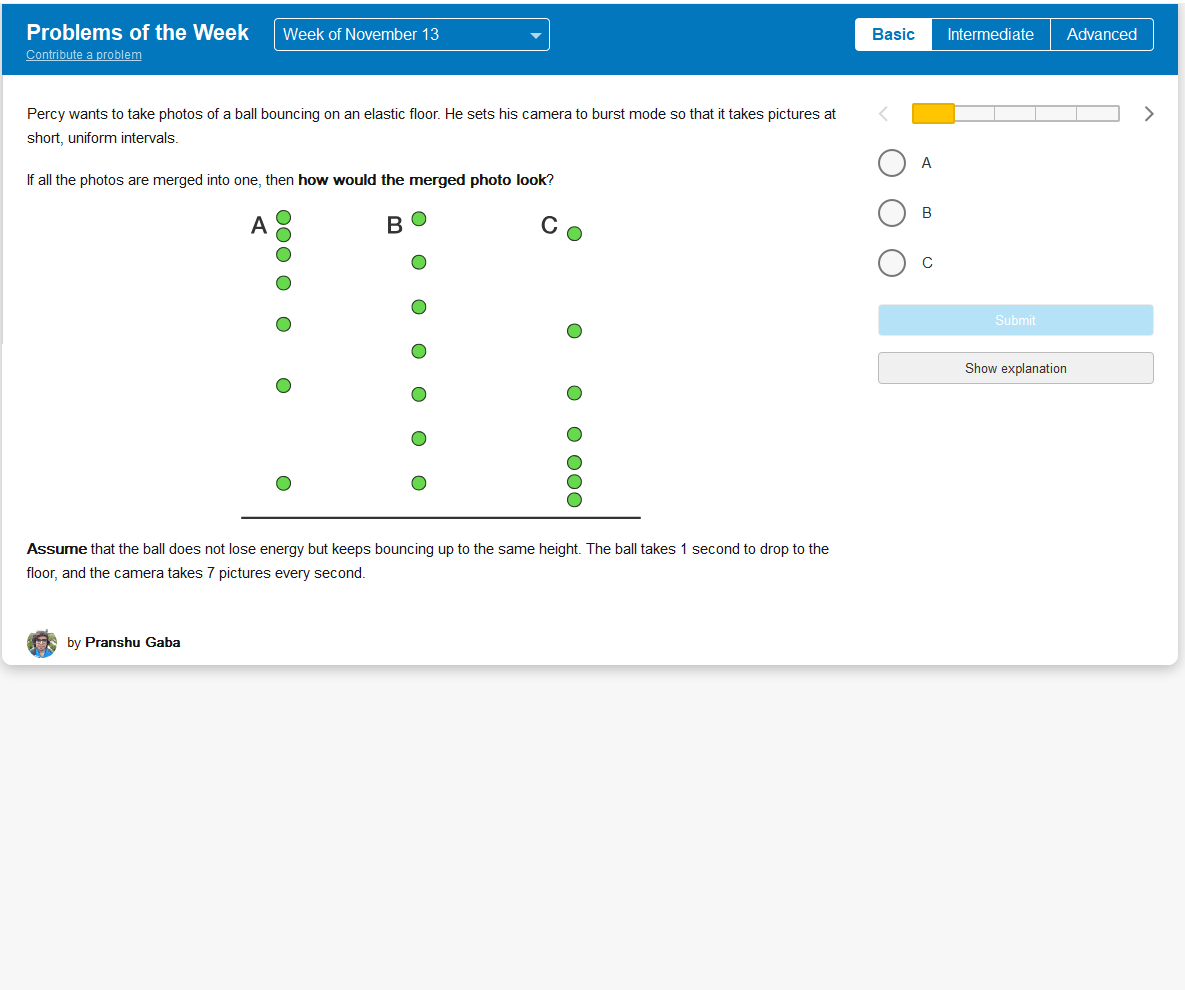 Problems of the Week
Week of November 13
Basic
Intermediate
Advanced
Contribute a problem
Percy wants to take photos of a ball bouncing on an elastic floor. He sets his camera to burst mode so that it takes pictures at
short, uniform intervals.
If all the photos are merged into one, then how would the merged photo look?
A
B
C
Assume that the ball does not lose energy but keeps bouncing up to the same height. The ball takes 1 second to drop to the
floor, and the camera takes 7 pictures every second.
by Pranshu Gaba
A
B
C
Submit
Show explanation